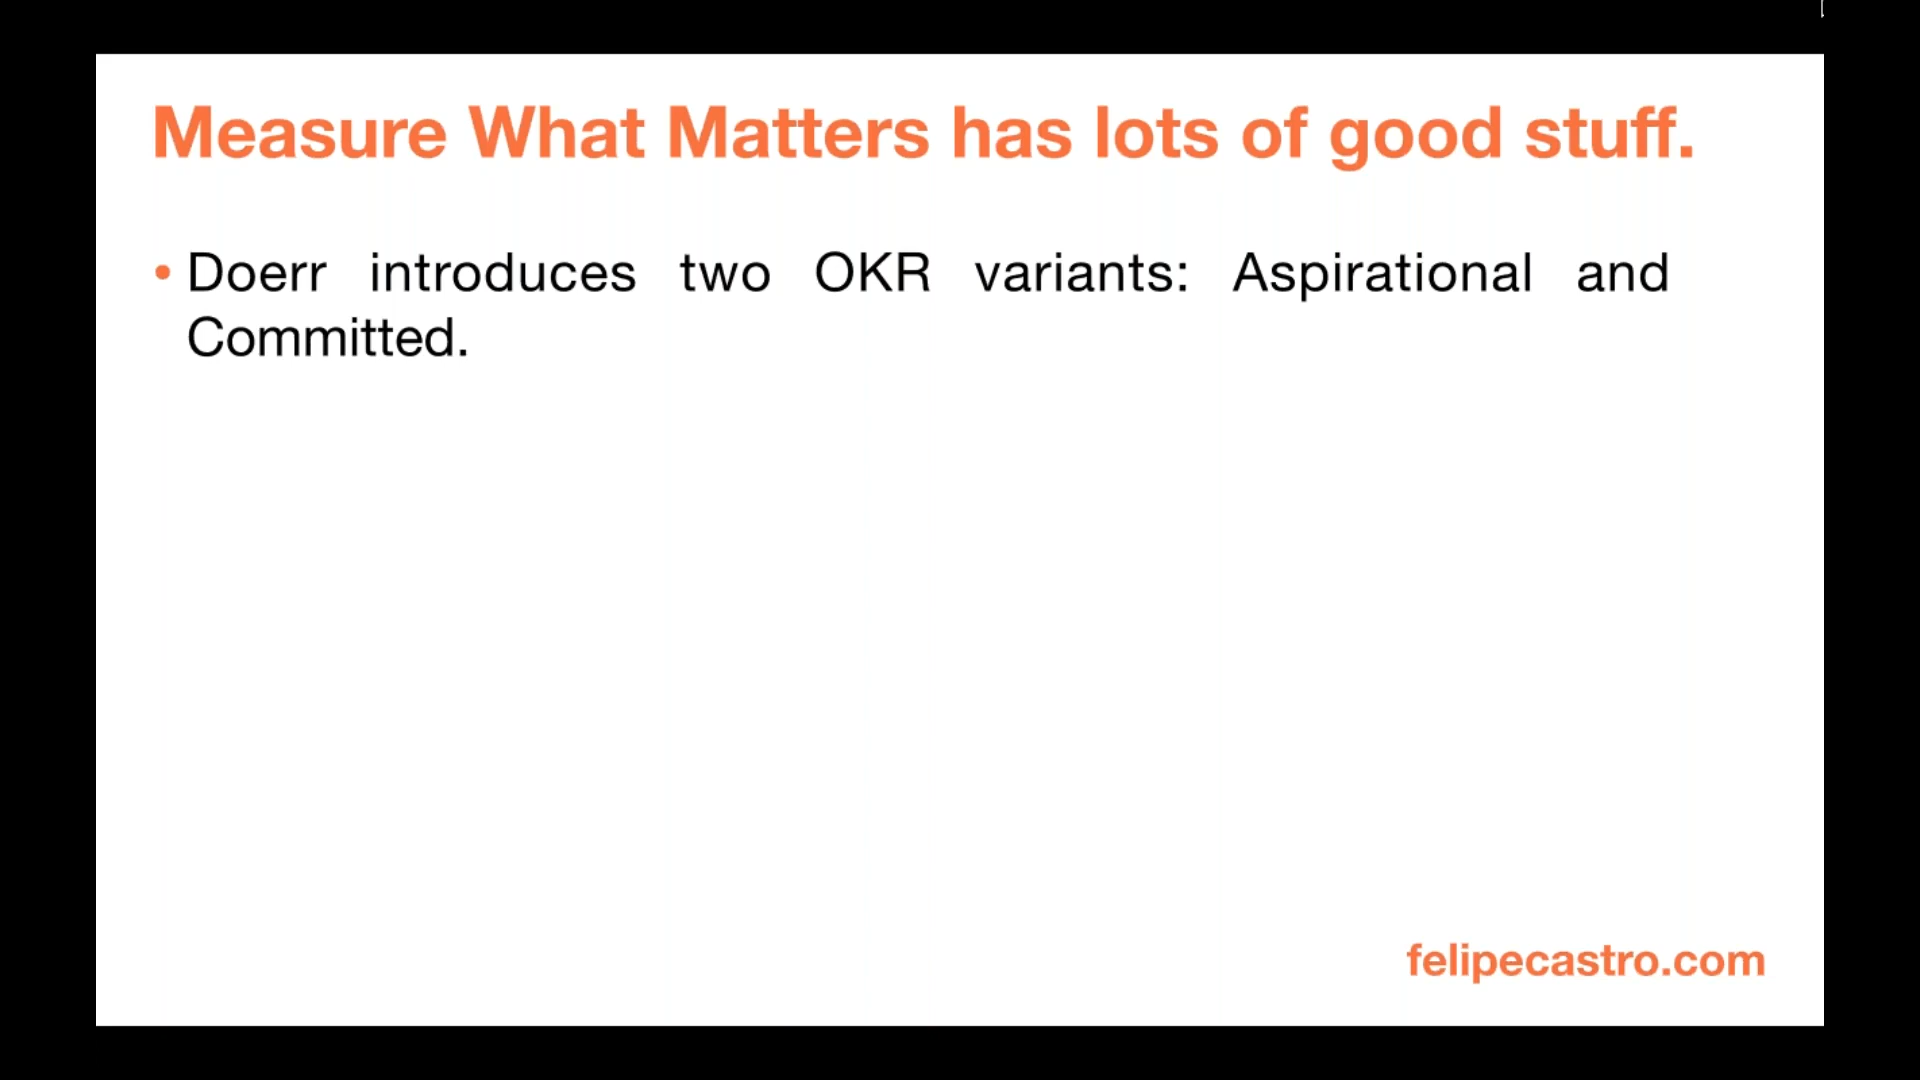 Measure What Matters has lots of good stuff.
• Doerr introduces two OKR variants: Aspirational and
Committed.
felipecastro.com